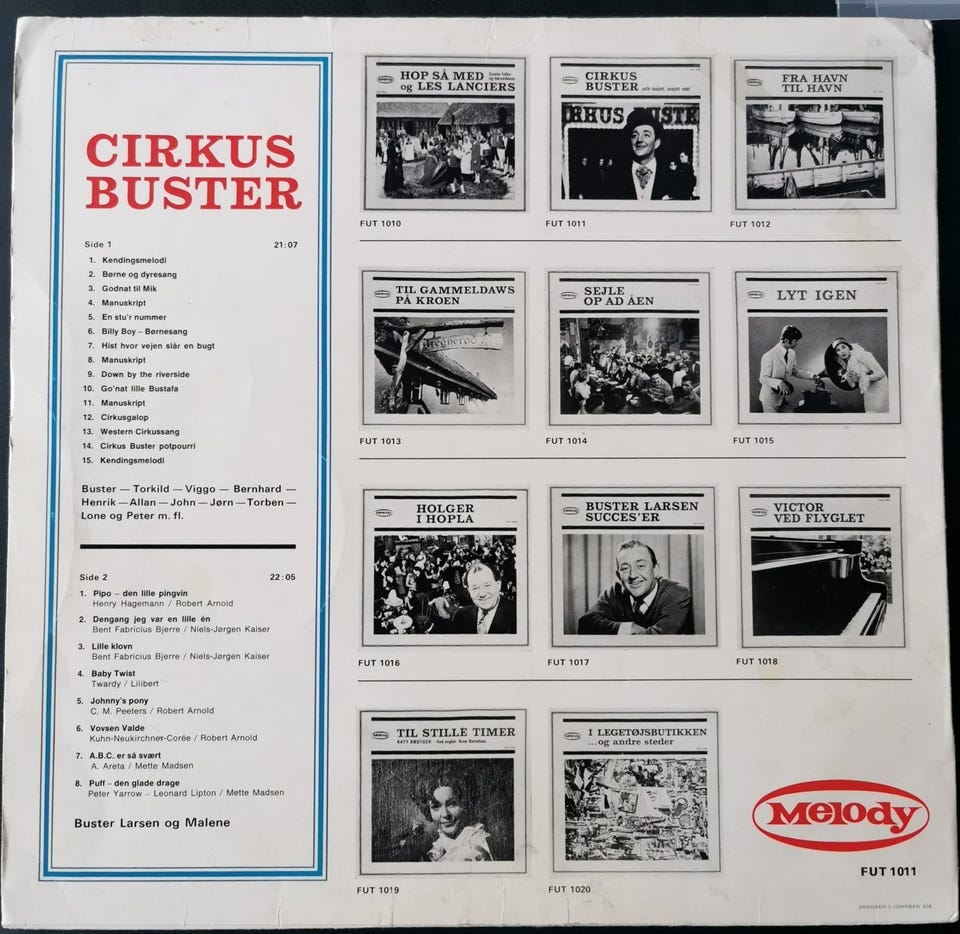 CIRKUS
BUSTER
Side 1 21:07
1. Kendingsmelodi
2. Børne og dyresang
3. Godnat til Mik
4. Manuskript
5. En stu'r nummer
6. Billy Boy – Børnesang
7. Hist hvor vejen slår en bugt
8. Manuskript
9. Down by the riverside
10. Go'nat lille Bustafa
11. Manuskript
12. Cirkusgalop
13. Western Cirkussang
14. Cirkus Buster potpourri
15. Kendingsmelodi
Buster — Torkild — Viggo — Bernhard —
Henrik — Allan — John — Jørn — Torben —
Lone og Peter m. fl.
Side 2 22:05
1. Pipo – den lille pingvin
Henry Hagemann / Robert Arnold
2. Dengang jeg var en lille én
Bent Fabricius Bjerre / Niels-Jørgen Kaiser
3. Lille klovn
Bent Fabricius Bjerre / Niels-Jørgen Kaiser
4. Baby Twist
Twardy / Lilibert
5. Johnny's pony
C. M. Peeters / Robert Arnold
6. Vovsen Valde
Kuhn-Neukirchner-Corée / Robert Arnold
7. A.B.C. er så svært
A. Areta / Mette Madsen
8. Puff – den glade drage
Peter Yarrow – Leonard Lipton / Mette Madsen
Buster Larsen og Malene
HOP SÅ MED
og LES LANCIERS
FUT 1010
CIRKUS
BUSTER
RHUS BUSTE
FUT 1011
FRA HAVN
TIL HAVN
FUT 1012
TIL GAMMELDAWS
PÅ KROEN
FUT 1013
SEJLE
OP AD ÅEN
FUT 1014
LYT IGEN
FUT 1015
HOLGER
I HOPLA
FUT 1016
BUSTER LARSEN
SUCCES'ER
FUT 1017
VICTOR
VED FLYGLET
FUT 1018
TIL STILLE TIMER
FUT 1019
I LEGETØJSBUTIKKEN
...og andre steder
FUT 1020
Melody
FUT 1011
JOHNSEN+JOHNSEN A/S